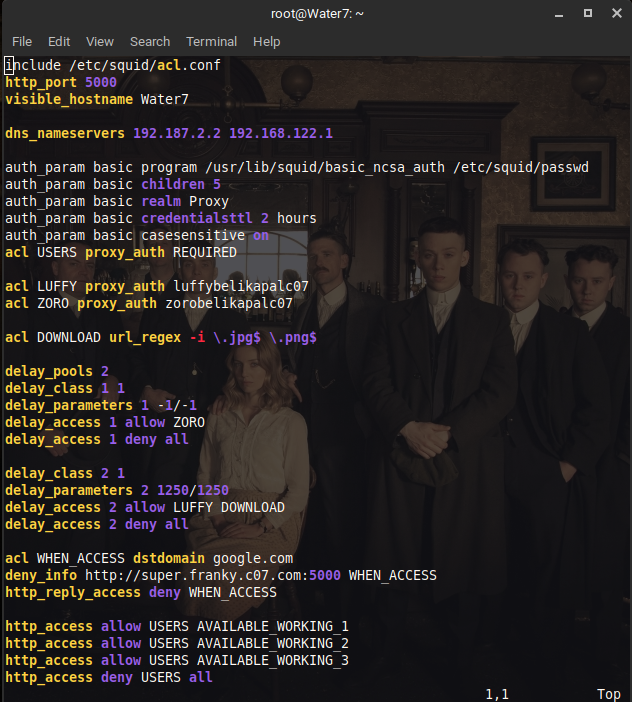 root@Water7: ~
File Edit View Search Terminal Help
include /etc/squid/acl.conf
http_port 5000
visible_hostname Water7
dns_nameservers 192.187.2.2 192.168.122.1
auth_param basic program /usr/lib/squid/basic_ncsa_auth /etc/squid/passwd
auth_param basic children 5
auth_param basic realm Proxy
auth_param basic credentialsttl 2 hours
auth_param basic casesensitive on
acl USERS proxy_auth REQUIRED
acl LUFFY proxy_auth luffybelikapalc07
acl ZORO proxy_auth zorobelikapalc07
acl DOWNLOAD url_regex -i \.jpg$ \.png$
delay_pools 2
delay_class 1 1
delay_parameters 1 -1/-1
delay_access 1 allow ZORO
delay_access 1 deny all
delay_class 2 1
delay_parameters 2 1250/1250
delay_access 2 allow LUFFY DOWNLOAD
delay_access 2 deny all
acl WHEN_ACCESS dstdomain google.com
deny_info http://super.franky.c07.com:5000 WHEN_ACCESS
http_reply_access deny WHEN_ACCESS
http_access allow USERS AVAILABLE_WORKING_1
http_access allow USERS AVAILABLE_WORKING_2
http_access allow USERS AVAILABLE_WORKING_3
http_access deny USERS all
1,1 Top